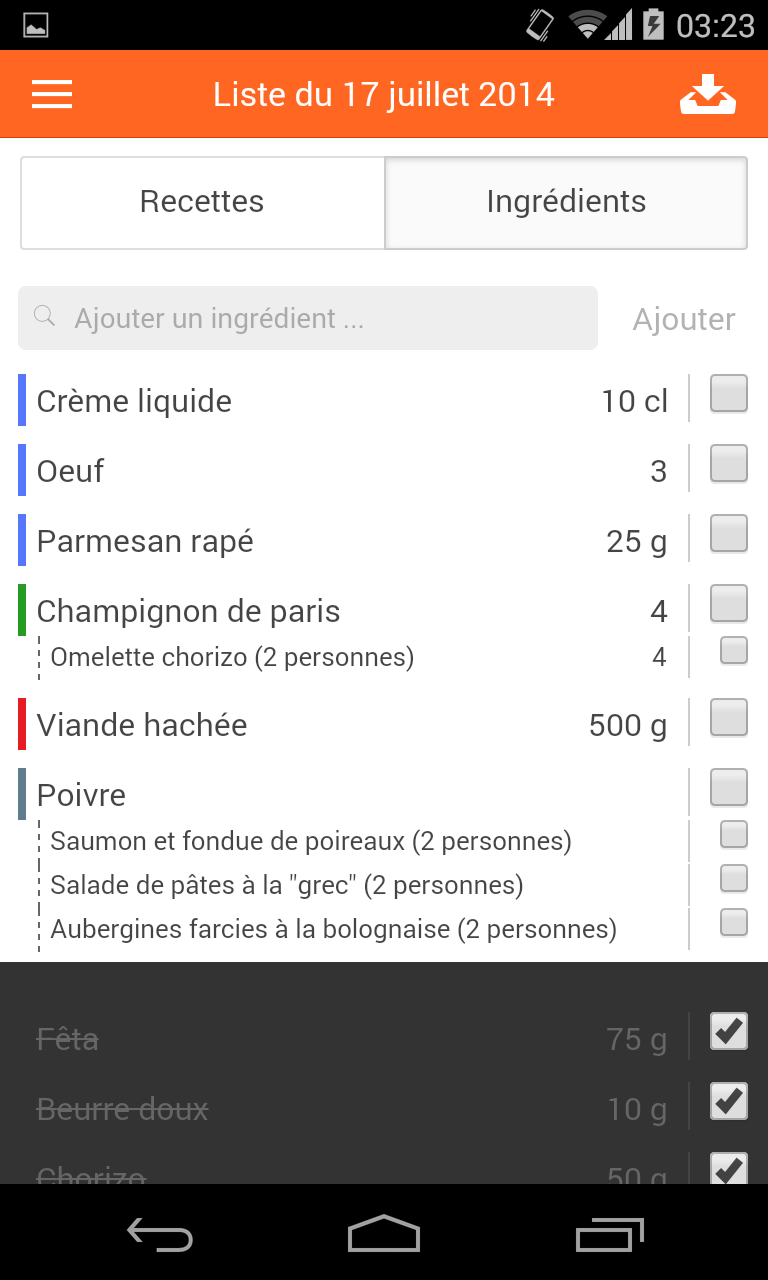 03:23
Liste du 17 juillet 2014
Recettes Ingrédients
Ajouter un ingrédient ... Ajouter
Crème liquide 10 cl
Oeuf 3
Parmesan rapé 25 g
Champignon de paris 4
Omelette chorizo (2 personnes) 4
Viande hachée 500 g
Poivre
Saumon et fondue de poireaux (2 personnes)
Salade de pâtes à la "grec" (2 personnes)
Aubergines farcies à la bolognaise (2 personnes)
Fêta 75 g
Beurre doux 10 g
Chorizo 50 g